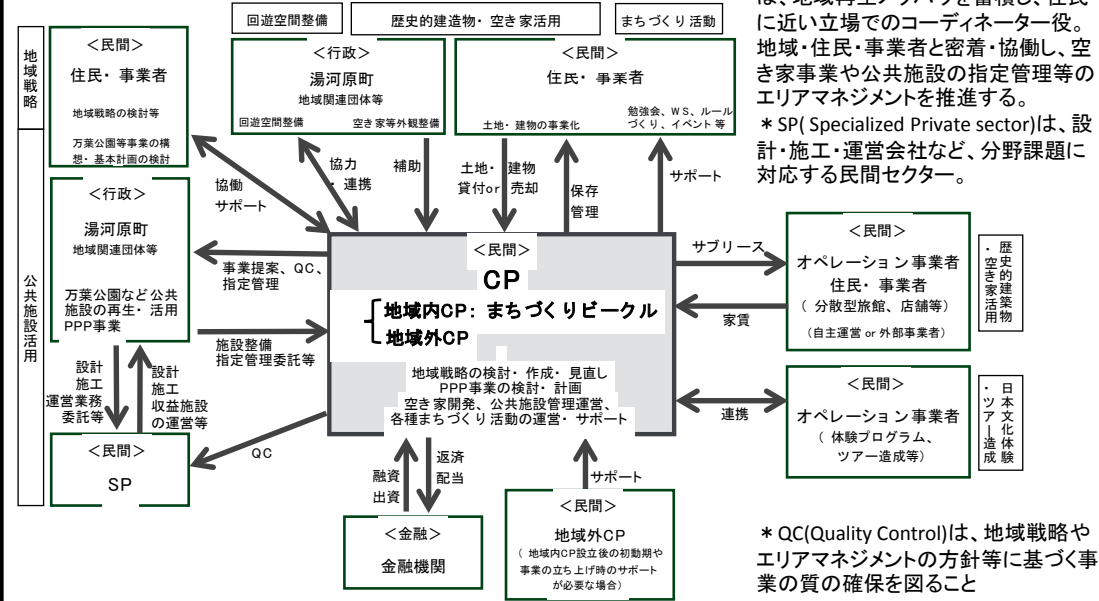 回遊空間整備
歴史的建造物・空き家活用
まちづくり活動
地域戦略
公共施設活用
＜民間＞
住民・事業者
地域戦略の検討等
万葉公園等事業の構
想・基本計画の検討
＜行政＞
湯河原町
地域関連団体等
回遊空間整備
空き家等外観整備
＜民間＞
住民・事業者
土地・建物の事業化
勉強会、WS、ルール
づくり、イベント等
に近い立場でのコーディネーター役。
地域・住民・事業者と密着・協働し、空
き家事業や公共施設の指定管理等の
エリアマネジメントを推進する。
＊SP( Specialized Private sector)は、設
計・施工・運営会社など、分野課題に
対応する民間セクター。
協働
サポート
協力
・連携
補助
土地・建物
貸付or売却
保存
管理
サポート
＜行政＞
湯河原町
地域関連団体等
万葉公園など公共
施設の再生・活用
PPP事業
事業提案、QC、
指定管理
施設整備
指定管理委託等
設計
施工
運営業務
委託等
設計
施工
収益施設
の運営等
＜民間＞
SP
QC
＜民間＞
CP
地域内CP：まちづくりビークル
地域外CP
地域戦略の検討・作成・見直し
PPP事業の検討・計画
空き家開発、公共施設管理運営、
各種まちづくり活動の運営・サポート
サブリース
家賃
連携
＜民間＞
オペレーション事業者
住民・事業者
（分散型旅館、店舗等）
（自主運営 or 外部事業者）
歴史的建築物
・空き家活用
＜民間＞
オペレーション事業者
（体験プログラム、
ツアー造成等）
日本文化体験
・ツアー造成
融資
出資
返済
配当
サポート
＜金融＞
金融機関
＜民間＞
地域外CP
（地域内CP設立後の初動期や
事業の立ち上げ時のサポート
が必要な場合）
＊QC(Quality Control)は、地域戦略や
エリアマネジメントの方針等に基づく事
業の質の確保を図ること